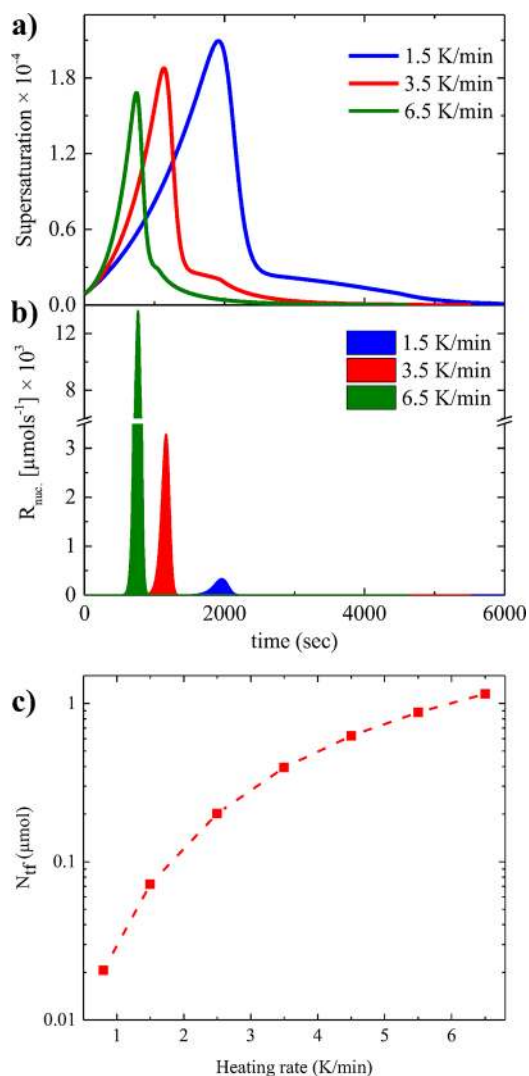 a)
Supersaturation × 10⁻⁴
1.8
1.2
0.6
0.0
1.5 K/min
3.5 K/min
6.5 K/min
b)
R_nuc. [μmols⁻¹] × 10³
12
9
3
2
1
0
1.5 K/min
3.5 K/min
6.5 K/min
0 2000 4000 6000
time (sec)
c)
N_tf (μmol)
1
0.1
0.01
1 2 3 4 5 6
Heating rate (K/min)